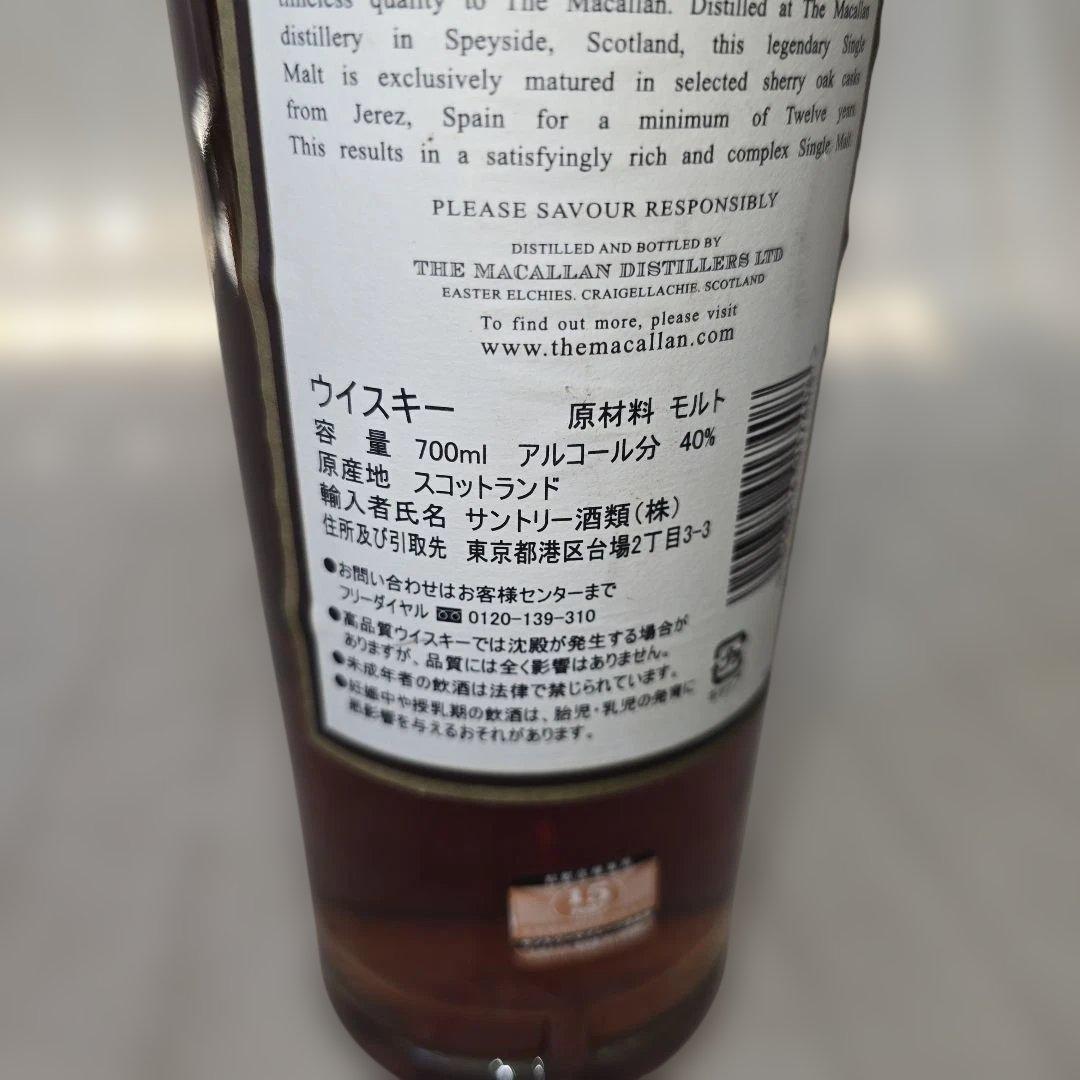 timeless quality to The Macallan. Distilled at The Macallan
distillery in Speyside, Scotland, this legendary Single
Malt is exclusively matured in selected sherry oak casks
from Jerez, Spain for a minimum of Twelve years.
This results in a satisfyingly rich and complex Single Malt.
PLEASE SAVOUR RESPONSIBLY
DISTILLED AND BOTTLED BY
THE MACALLAN DISTILLERS LTD
EASTER ELCHIES, CRAIGELLACHIE, SCOTLAND
To find out more, please visit
www.themacallan.com
ウイスキー 原材料 モルト
容 量 700ml アルコール分 40%
原産地 スコットランド
輸入者氏名 サントリー酒類(株)
住所及び引取先 東京都港区台場2丁目3-3
●お問い合わせはお客様センターまで
フリーダイヤル 0120-139-310
●高品質ウイスキーでは沈殿が発生する場合が
ありますが、品質には全く影響はありません。
●未成年者の飲酒は法律で禁じられています。
●妊娠中や授乳期の飲酒は、胎児・乳児の発育に
悪影響を与えるおそれがあります。
15